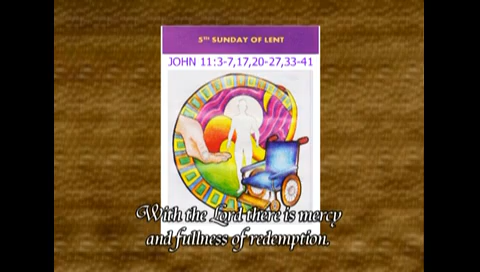 5TH SUNDAY OF LENT
JOHN 11:3-7,17,20-27,33-41
With the Lord there is mercy
and fullness of redemption.